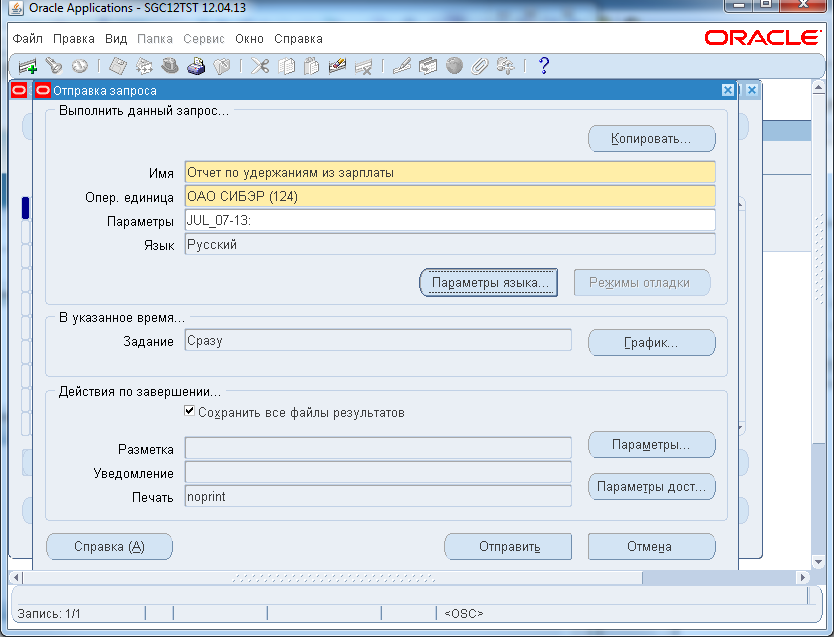 Oracle Applications - SGC12TST 12.04.13
Файл Правка Вид Папка Сервис Окно Справка
ORACLE
Отправка запроса
Выполнить данный запрос...
Копировать...
Имя Отчет по удержаниям из зарплаты
Опер. единица ОАО СИБЭР (124)
Параметры JUL_07-13:
Язык Русский
Параметры языка... Режимы отладки
В указанное время...
Задание Сразу График...
Действия по завершении...
Сохранить все файлы результатов
Разметка Параметры...
Уведомление
Параметры дост...
Печать noprint
Справка (А) Отправить Отмена
Запись: 1/1 <OSC>